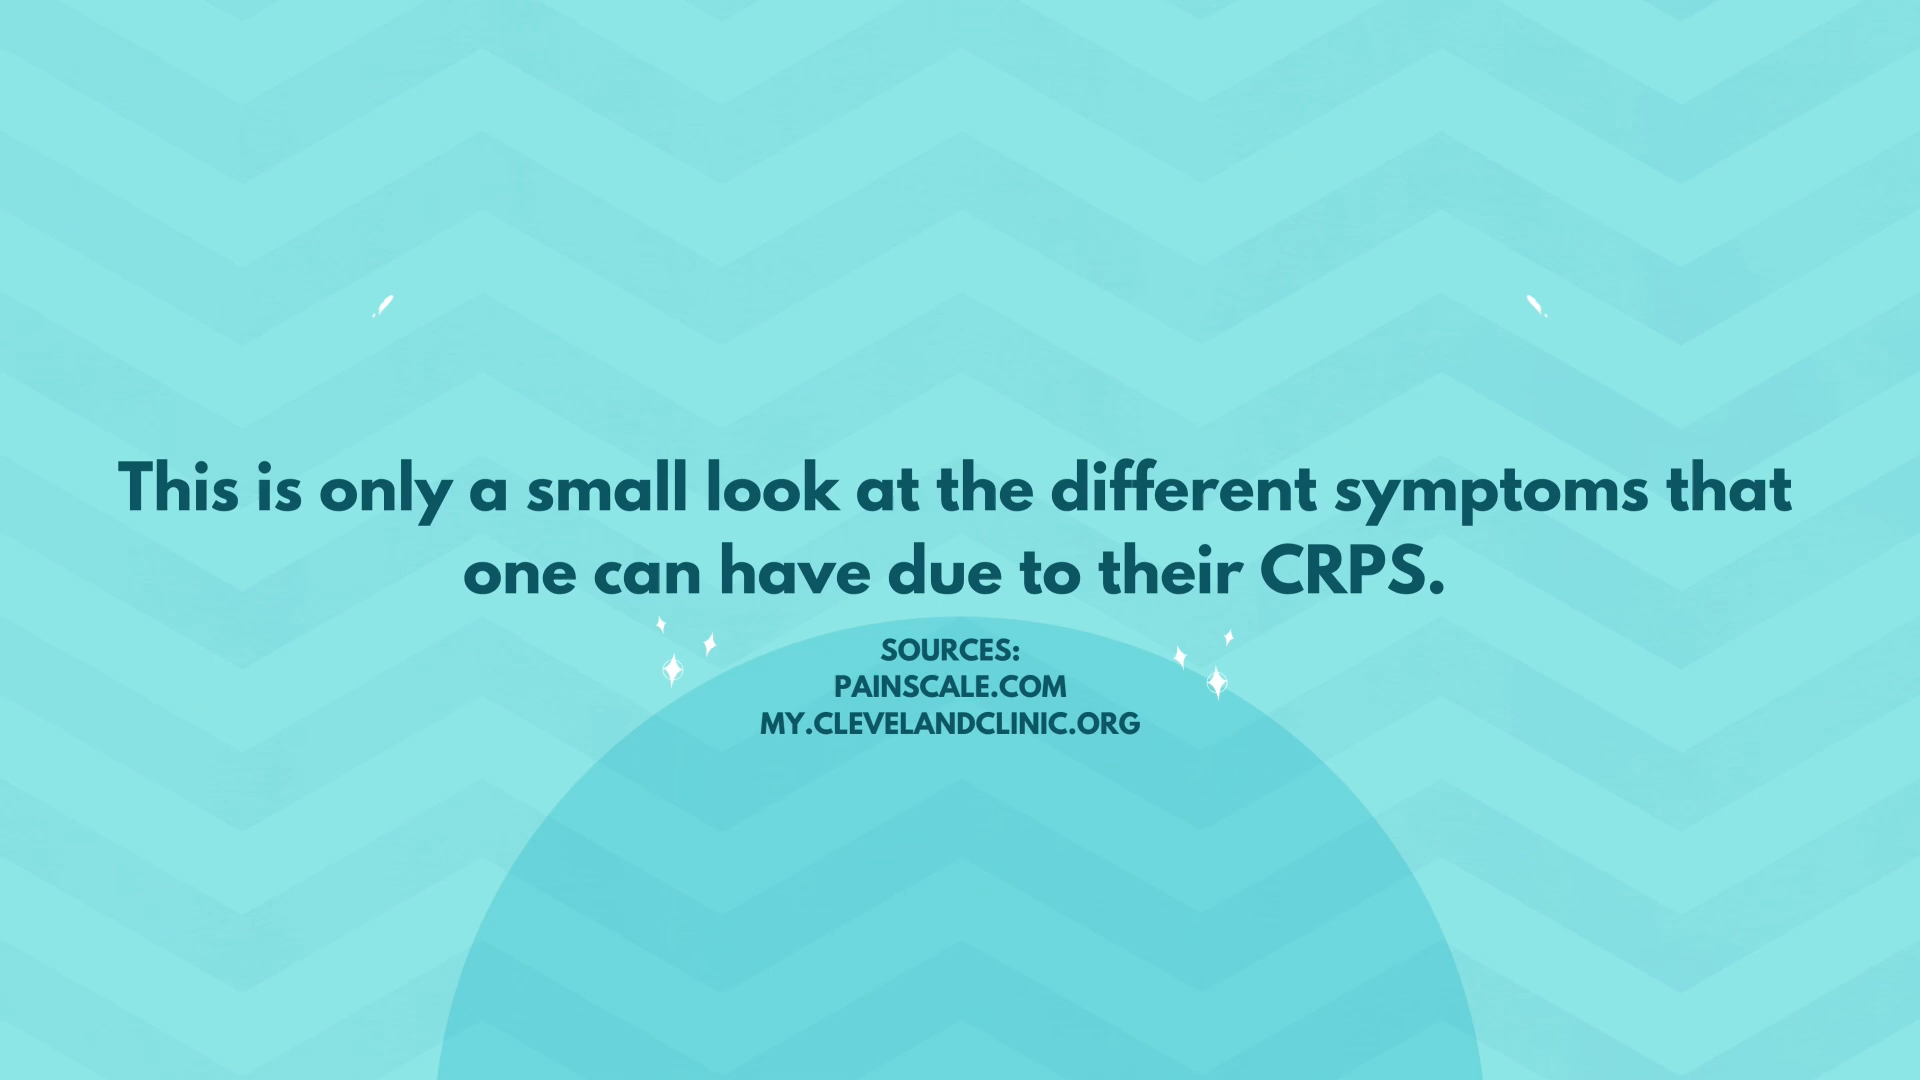 This is only a small look at the different symptoms that
one can have due to their CRPS.
SOURCES:
PAINSCALE.COM
MY.CLEVELANDCLINIC.ORG